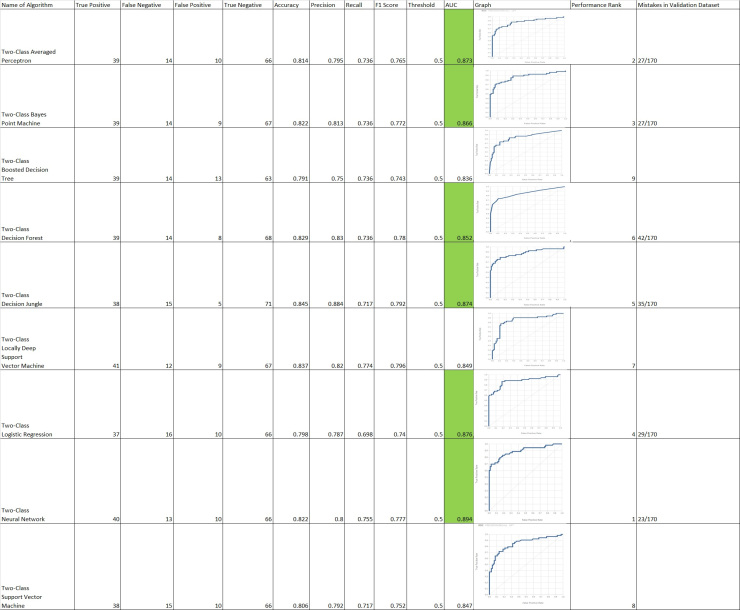 Name of Algorithm True Positive False Negative False Positive True Negative Accuracy Precision Recall F1 Score Threshold AUC Graph Performance Rank Mistakes in Validation Dataset
Two-Class Averaged
Perceptron 39 14 10 66 0.814 0.795 0.736 0.765 0.5 0.873 2 27/170
Two-Class Bayes
Point Machine 39 14 9 67 0.822 0.813 0.736 0.772 0.5 0.866 3 27/170
Two-Class
Boosted Decision
Tree 39 14 13 63 0.791 0.75 0.736 0.743 0.5 0.836 9
Two-Class
Decision Forest 39 14 8 68 0.829 0.83 0.736 0.78 0.5 0.852 6 42/170
Two-Class
Decision Jungle 38 15 5 71 0.845 0.884 0.717 0.792 0.5 0.874 5 35/170
Two-Class
Locally Deep
Support
Vector Machine 41 12 9 67 0.837 0.82 0.774 0.796 0.5 0.849 7
Two-Class
Logistic Regression 37 16 10 66 0.798 0.787 0.698 0.74 0.5 0.876 4 29/170
Two-Class
Neural Network 40 13 10 66 0.822 0.8 0.755 0.777 0.5 0.894 1 23/170
Two-Class
Support Vector
Machine 38 15 10 66 0.806 0.792 0.717 0.752 0.5 0.847 8